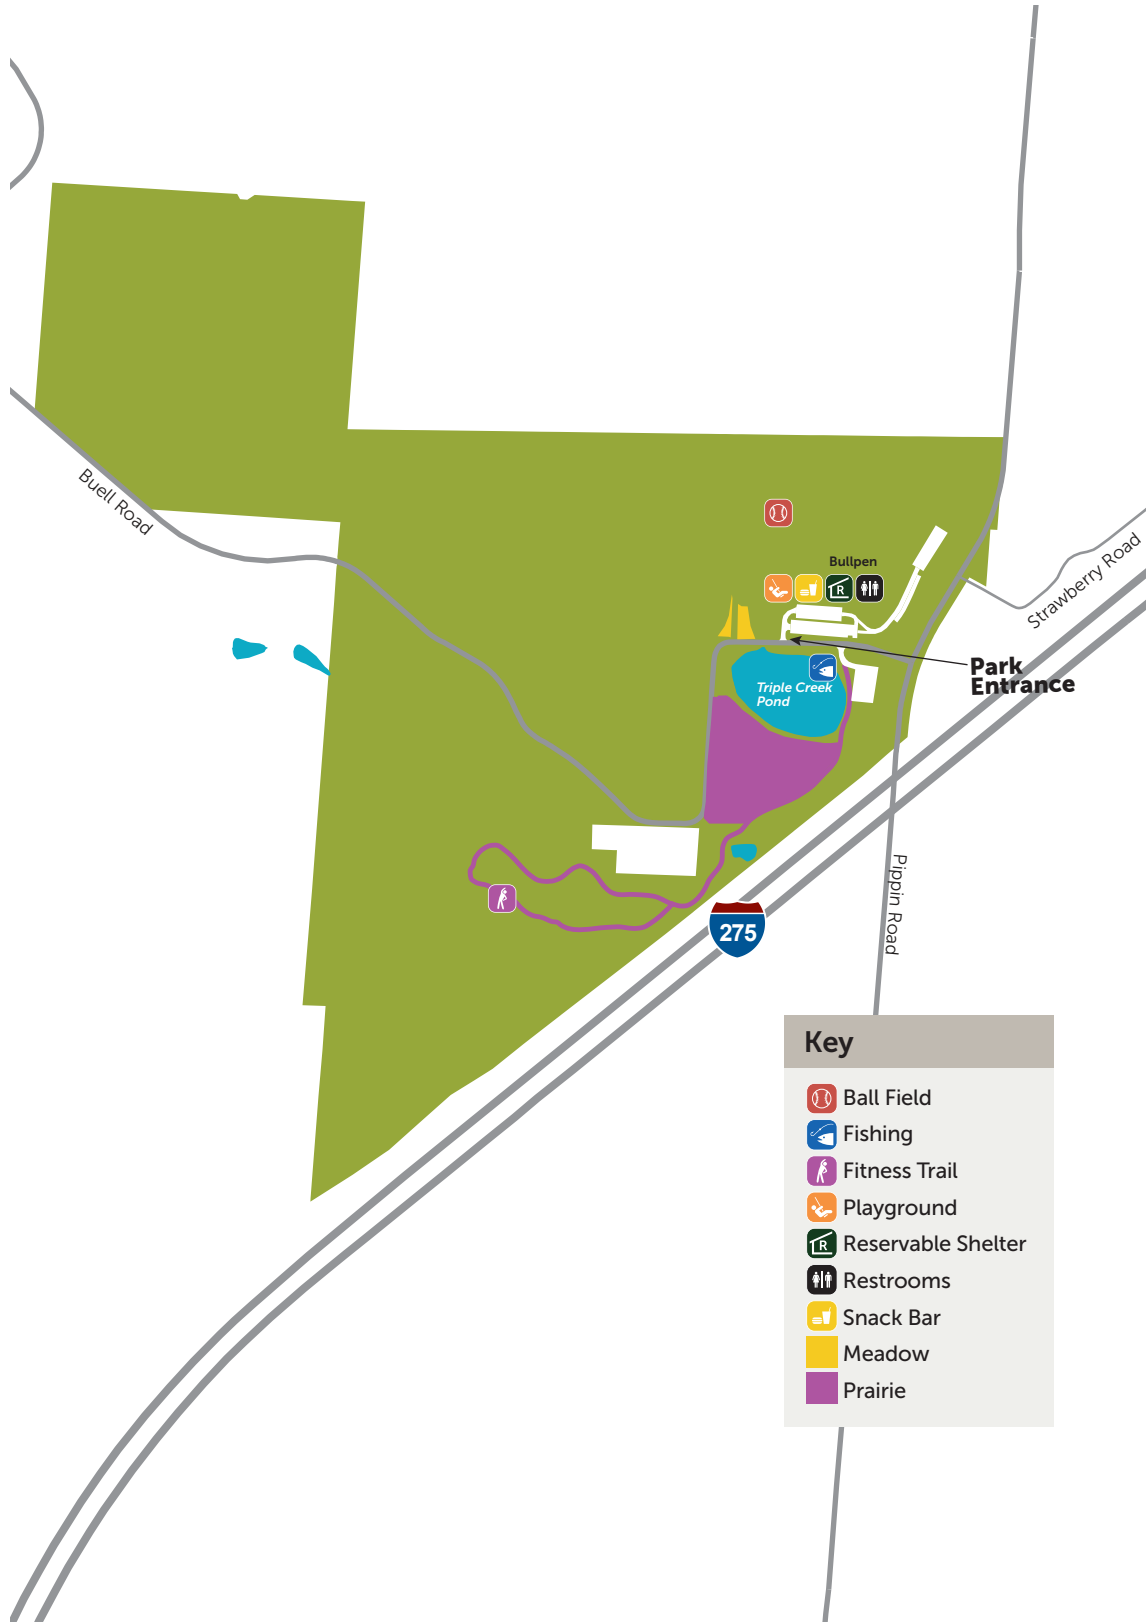 Buell Road
Bullpen
R
Strawberry Road
Park
Entrance
Triple Creek
Pond
Pippin Road
275
Key
Ball Field
Fishing
Fitness Trail
Playground
R
Reservable Shelter
Restrooms
Snack Bar
Meadow
Prairie